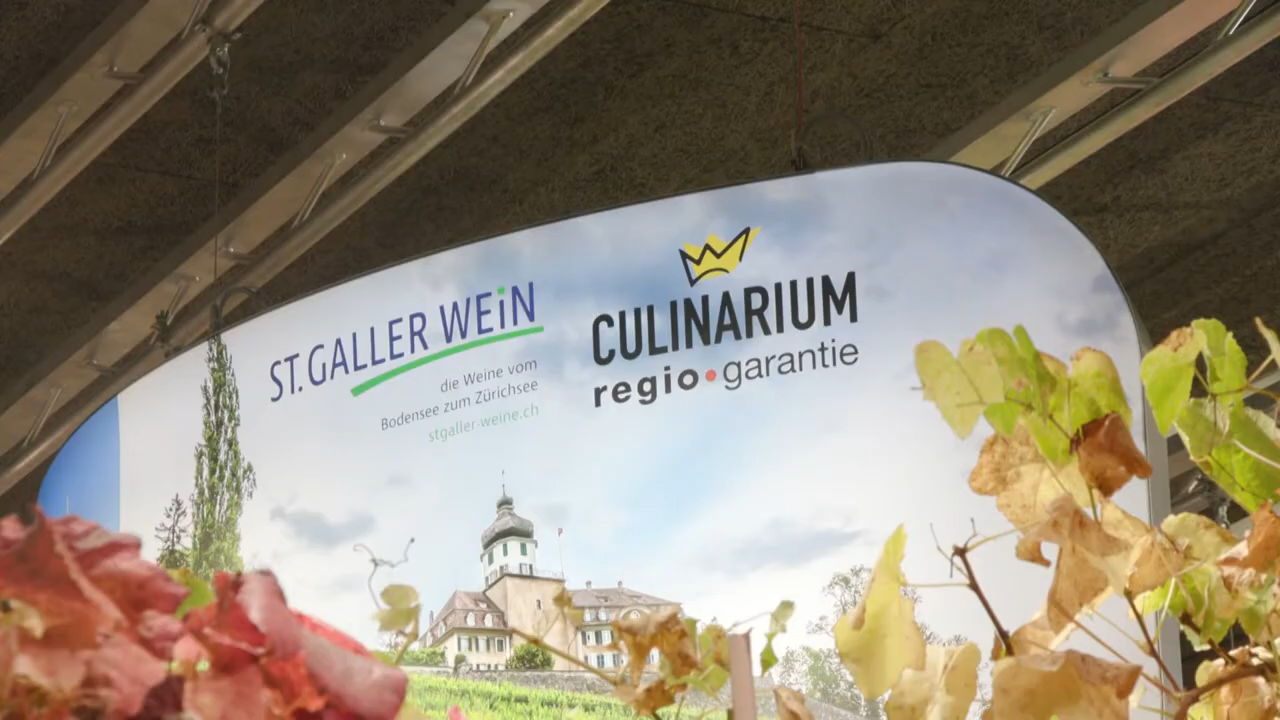 ST.GALLER WEiN
die Weine vom
Bodensee zum Zürichsee
stgaller-weine.ch
CULINARIUM
regio•garantie